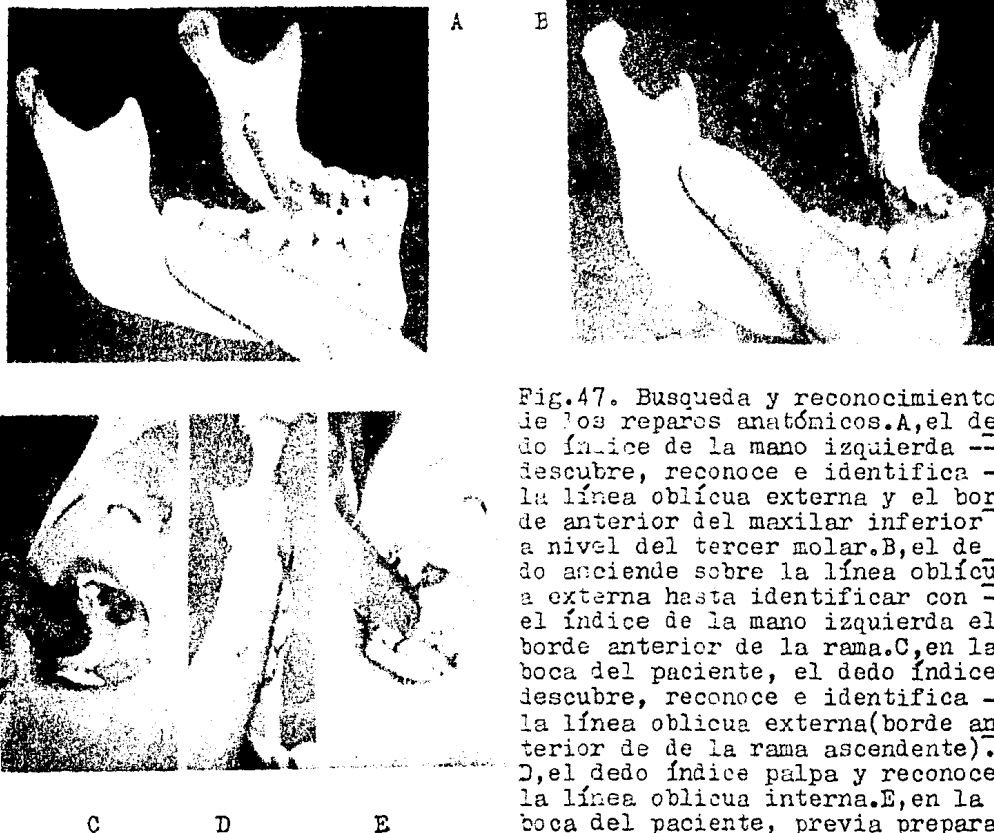 A B
Fig.47. Busqueda y reconocimiento
de los reparos anatómicos.A,el de
do índice de la mano izquierda --
descubre, reconoce e identifica -
la línea oblícua externa y el bor
de anterior del maxilar inferior
a nivel del tercer molar.B,el de
do asciende sobre la línea oblícu
a externa hasta identificar con -
el índice de la mano izquierda el
borde anterior de la rama.C,en la
boca del paciente, el dedo índice
descubre, reconoce e identifica -
la línea oblicua externa(borde an
terior de de la rama ascendente).
D,el dedo índice palpa y reconoce
la línea oblicua interna.E,en la
boca del paciente, previa prepara
C D E